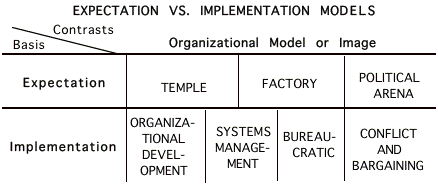 EXPECTATION VS. IMPLEMENTATION MODELS
Contrasts
Basis
Organizational Model or Image
Expectation
TEMPLE
FACTORY
POLITICAL
ARENA
Implementation
ORGANIZA-
TIONAL
DEVEL-
OPMENT
SYSTEMS
MANAGE-
MENT
BUREAU-
CRATIC
CONFLICT
AND
BARGAINING